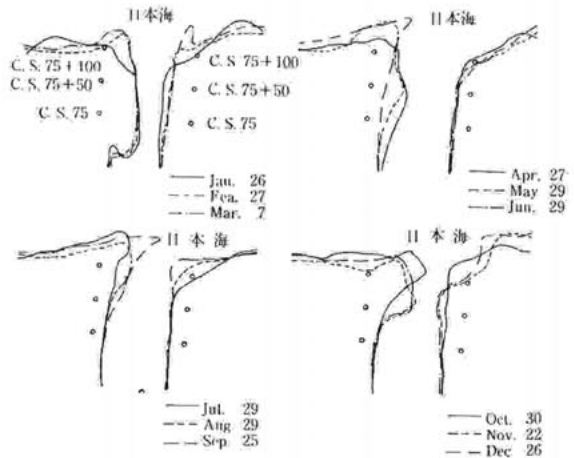 日本海
C. S. 75+100
C. S. 75+50
C. S. 75
C. S. 75+100
C. S. 75+50
C. S. 75
Jau. 26
Fea. 27
Mar. 7
日本海
Apr. 27
May 29
Jun. 29
日本海
Jul. 29
Aug 29
Sep. 25
日本海
Oct. 30
Nov. 22
Dec 26